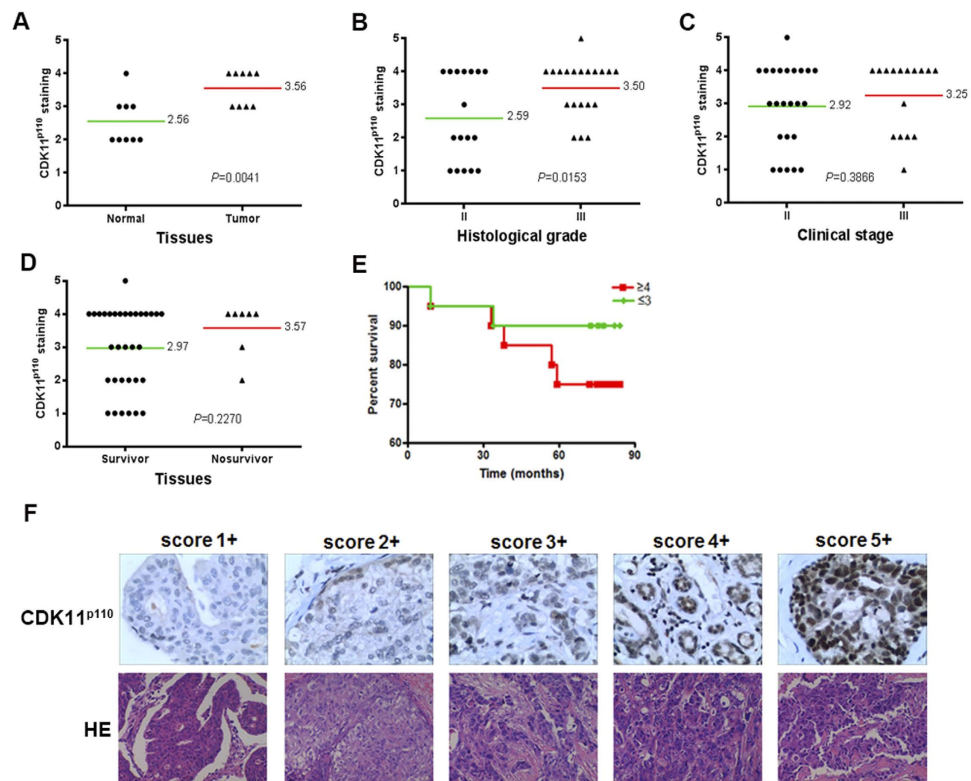 A
CDK11p110 staining
5
4
3
2
1
0
2.56
3.56
P=0.0041
Normal
Tumor
Tissues
B
CDK11p110 staining
5
4
3
2
1
0
2.59
3.50
P=0.0153
II
III
Histological grade
C
CDK11p110 staining
5
4
3
2
1
0
2.92
3.25
P=0.3866
II
III
Clinical stage
D
CDK11p110 staining
5
4
3
2
1
0
2.97
3.57
P=0.2270
Survivor
Nosurvivor
Tissues
E
Percent survival
100
90
80
70
60
≥4
≤3
0
30
60
90
Time (months)
F
score 1+
score 2+
score 3+
score 4+
score 5+
CDK11p110
HE